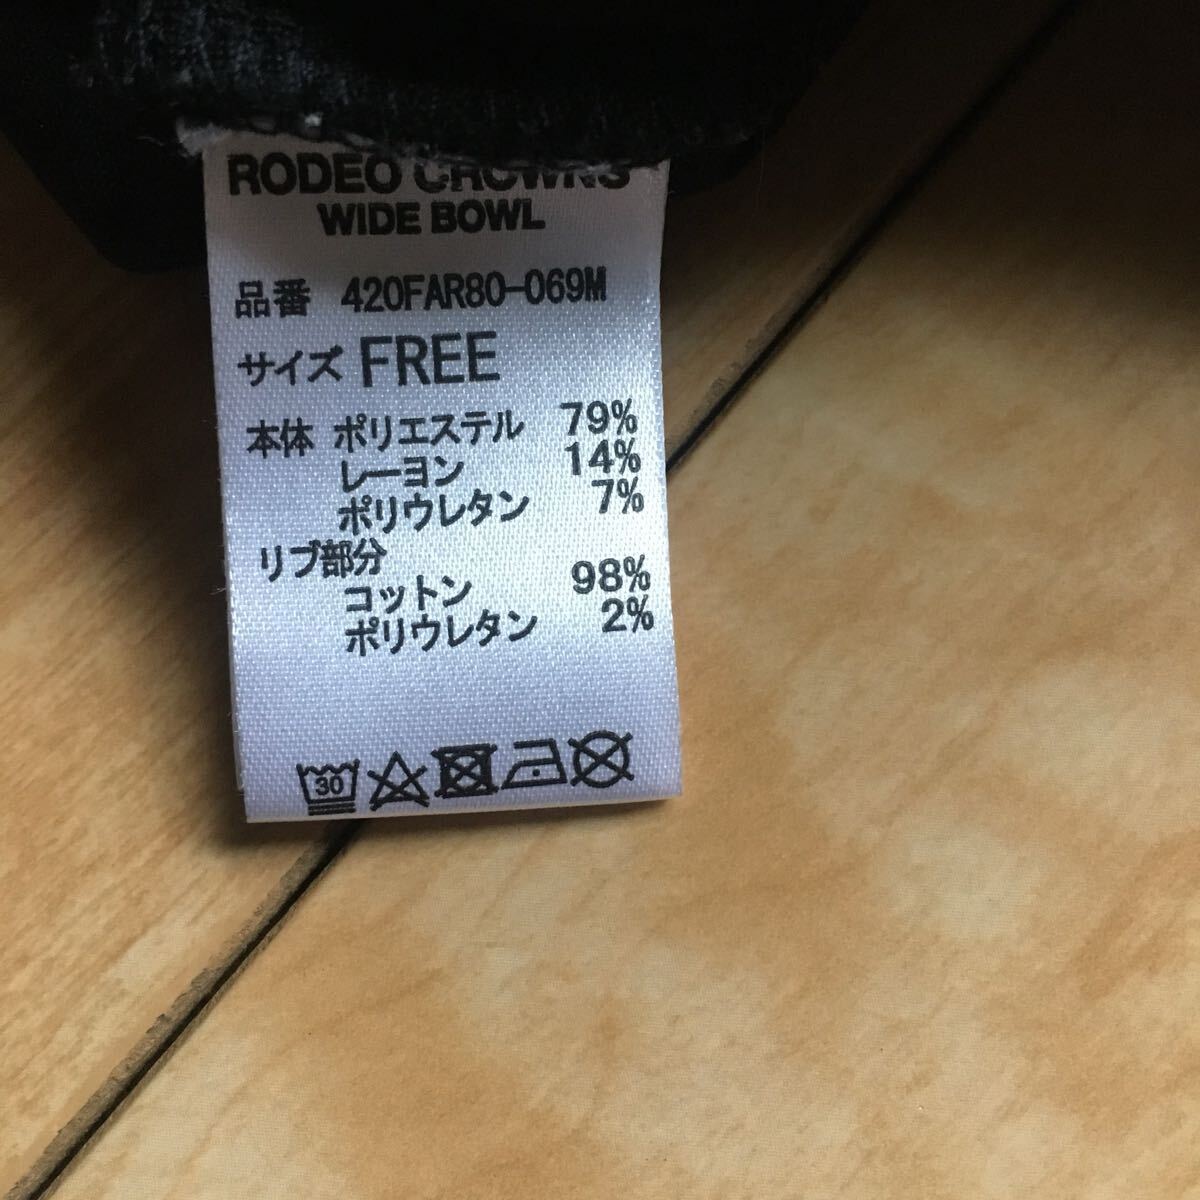 RODEO CROWNS
WIDE BOWL
品番 420FAR80-069M
サイズ FREE
本体 ポリエステル 79%
レーヨン 14%
ポリウレタン 7%
リブ部分
コットン 98%
ポリウレタン 2%
30